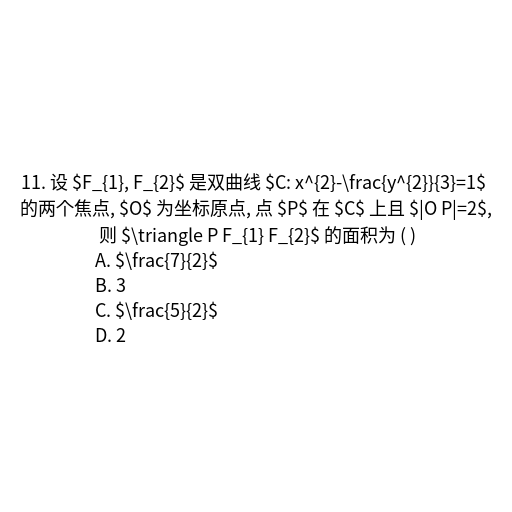 11. 设 $F_{1}, F_{2}$ 是双曲线 $C: x^{2}-\frac{y^{2}}{3}=1$
的两个焦点, $O$ 为坐标原点, 点 $P$ 在 $C$ 上且 $|O P|=2$,
则 $\triangle P F_{1} F_{2}$ 的面积为 ( )
A. $\frac{7}{2}$
B. 3
C. $\frac{5}{2}$
D. 2